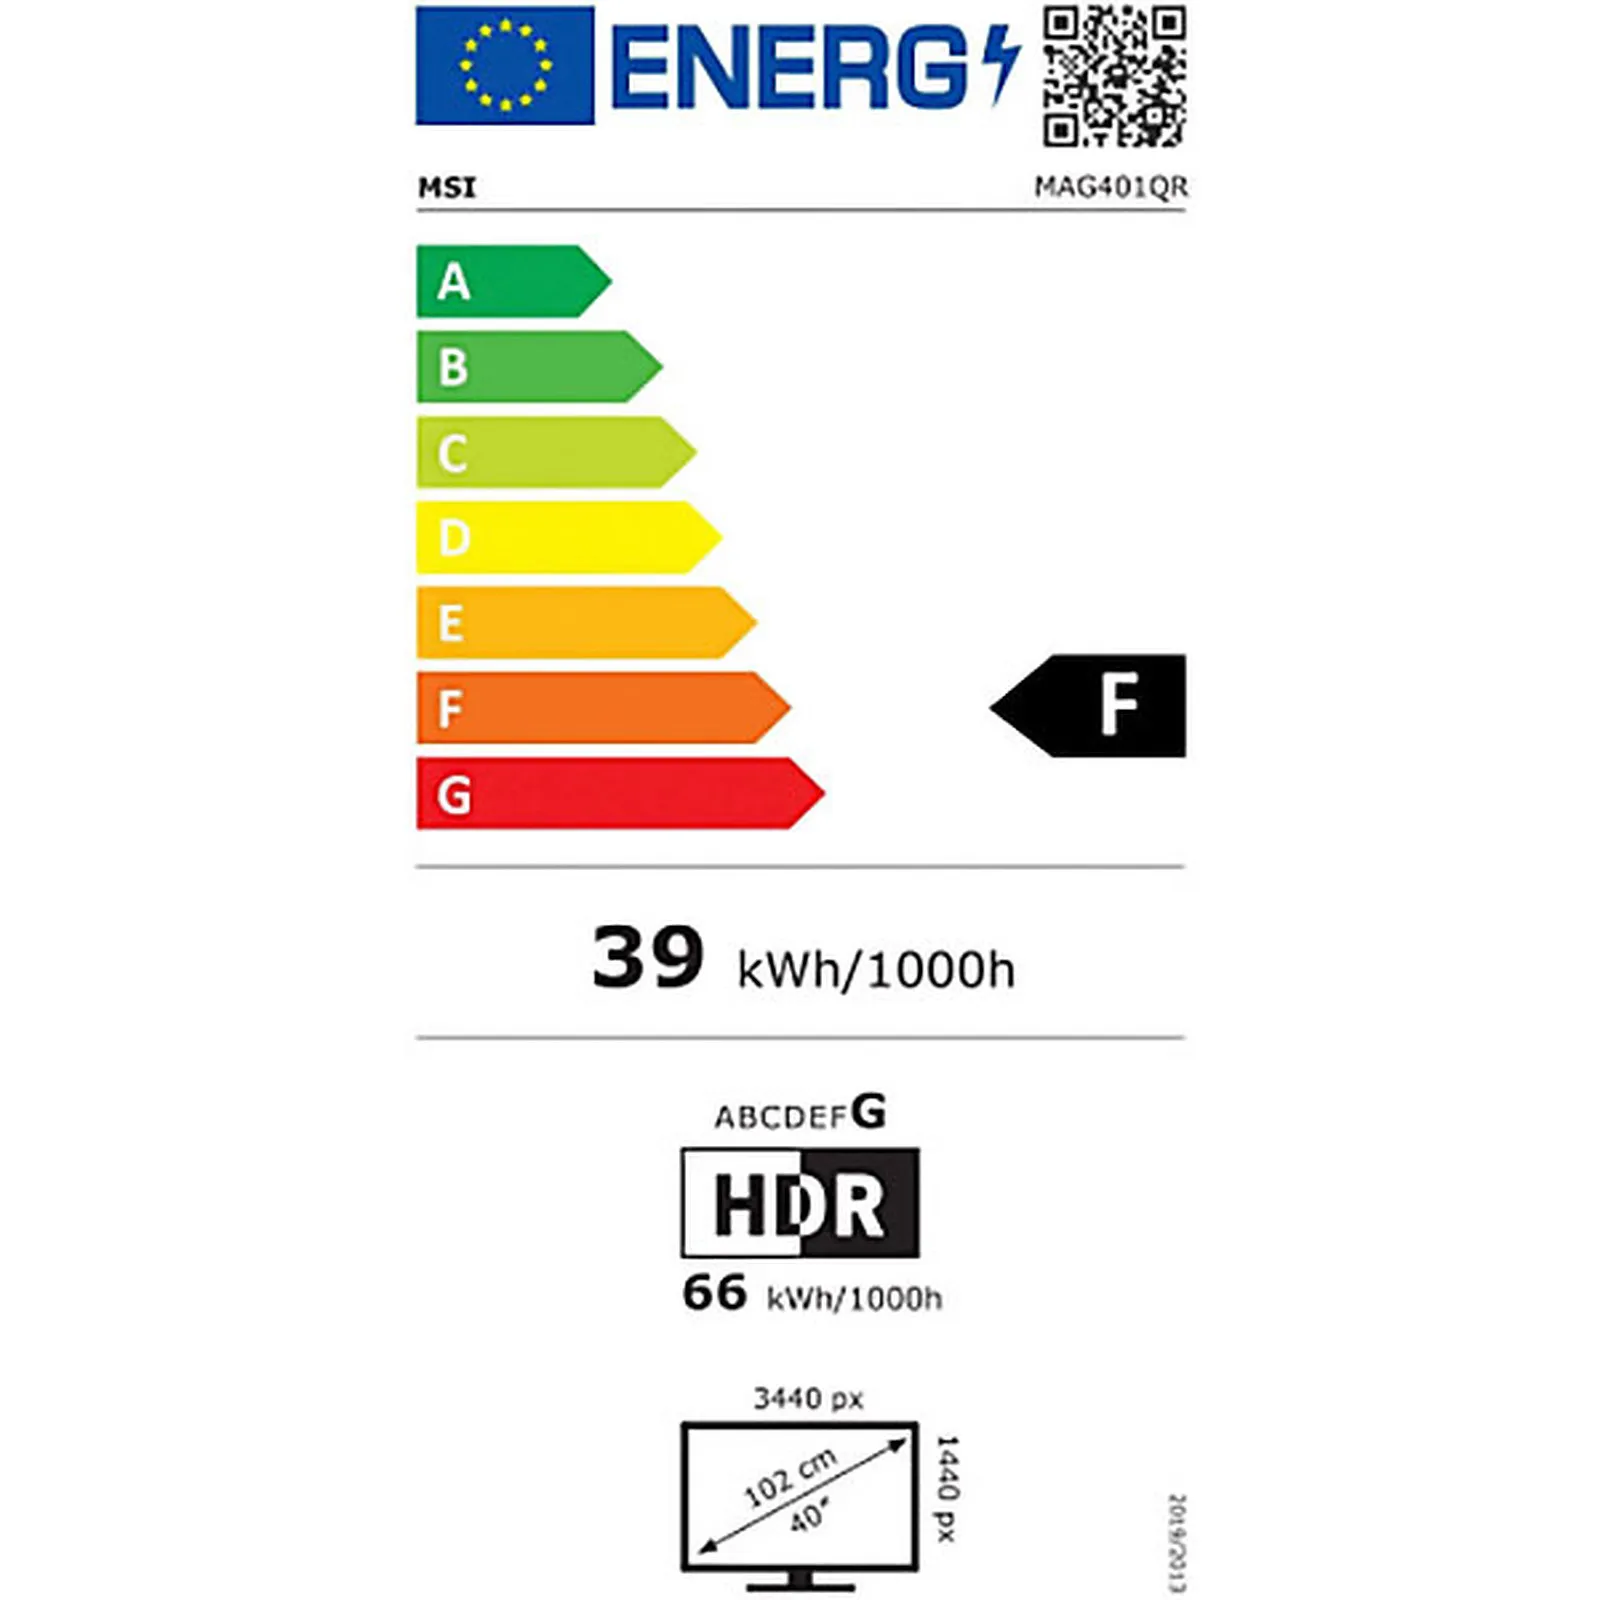 ENERG
MSI
MAG401QR
A
B
C
D
E
F
F
G
39 kWh/1000h
ABCDEFG
HDR
66 kWh/1000h
3440 px
1440 px
102 cm
40"
2019/2013